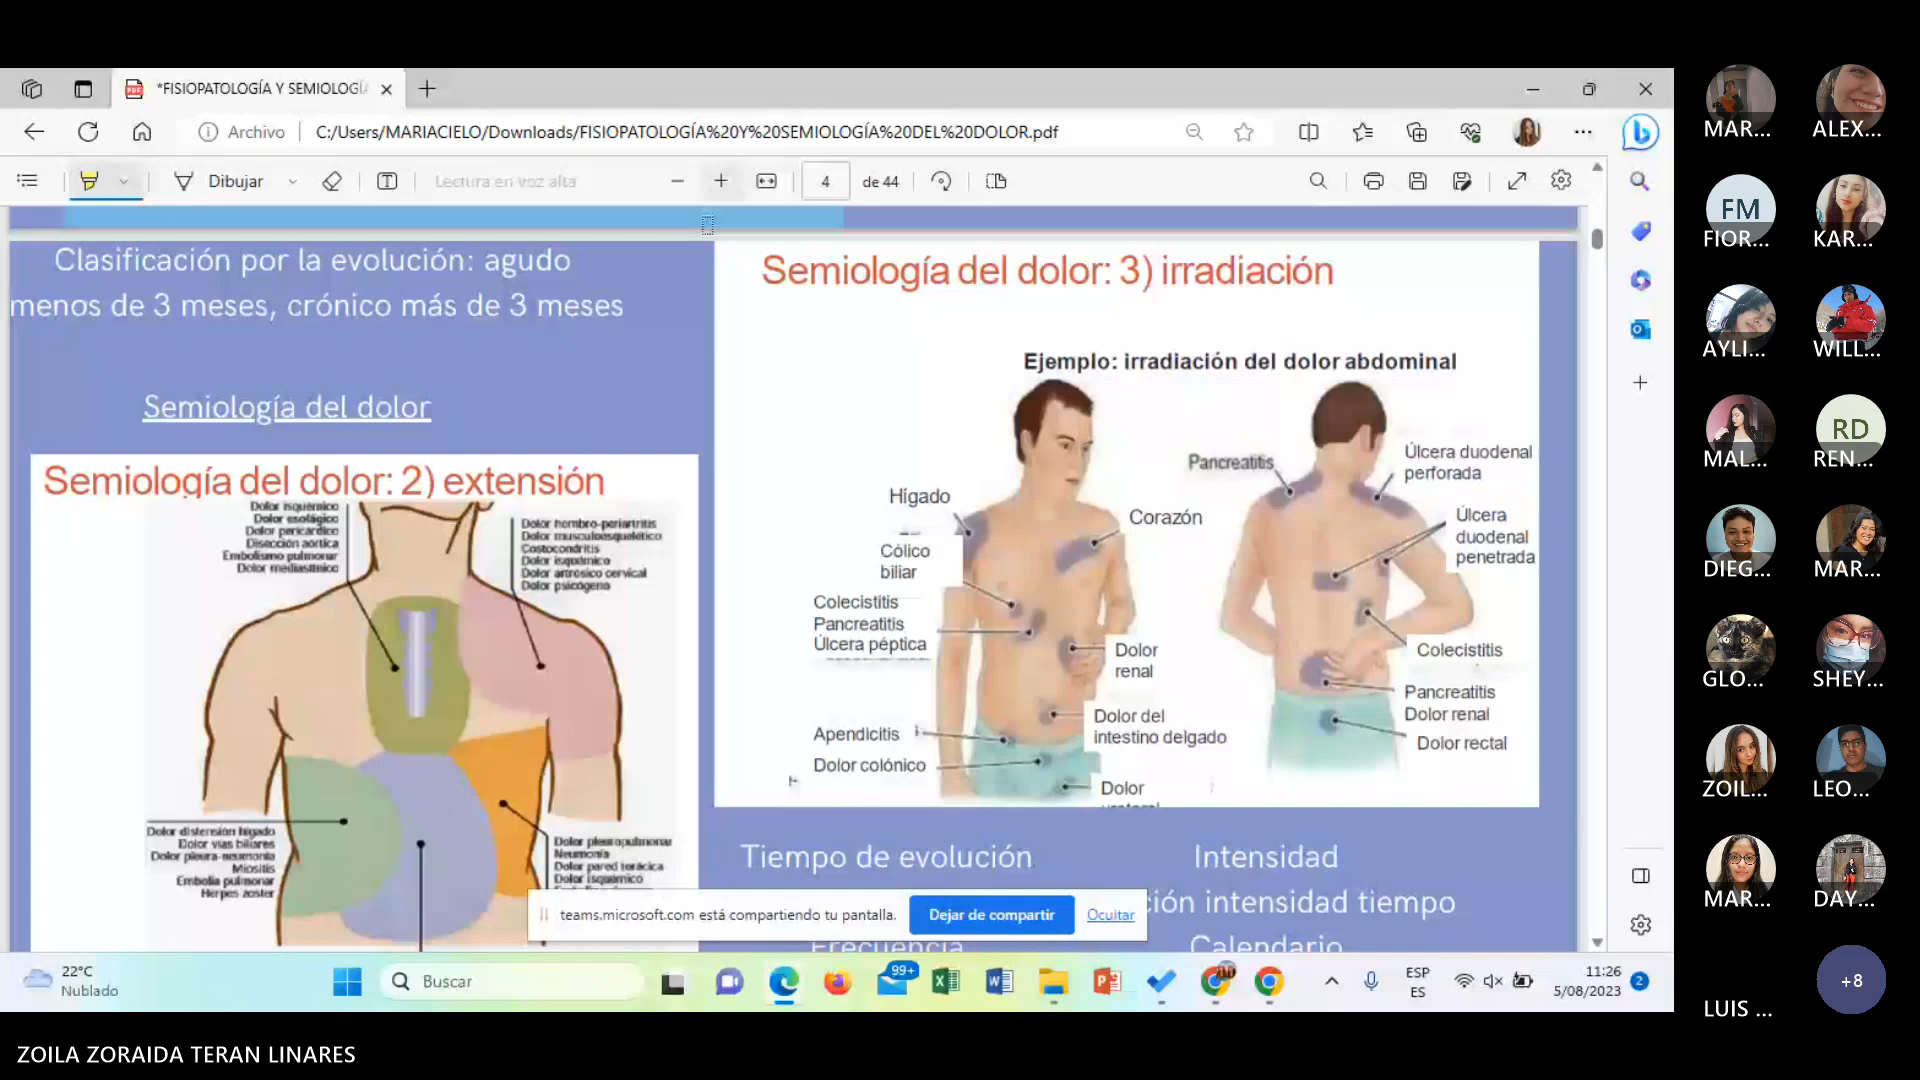 *FISIOPATOLOGÍA Y SEMIOLOGÍA
Archivo
C:/Users/MARIACIELO/Downloads/FISIOPATOLOGÍA%20Y%20SEMIOLOGÍA%20DEL%20DOLOR.pdf
Dibujar
Lectura en voz alta
4
de 44
Clasificación por la evolución: agudo
menos de 3 meses, crónico más de 3 meses
Semiología del dolor
Semiología del dolor: 2) extensión
Dolor isquémico
Dolor esofágico
Dolor pericárdico
Disección aórtica
Embolismo pulmonar
Dolor mediastínico
Dolor hombro-periartritis
Dolor musculoesquelético
Costocondritis
Dolor isquémico
Dolor artrósico cervical
Dolor psicógeno
Dolor distensión hígado
Dolor vías biliares
Dolor pleura-neumonía
Miositis
Embolia pulmonar
Herpes zoster
Dolor pleuropulmonar
Neumonía
Dolor pared torácica
Dolor isquémico
Semiología del dolor: 3) irradiación
Ejemplo: irradiación del dolor abdominal
Hígado
Cólico
biliar
Colecistitis
Pancreatitis
Úlcera péptica
Apendicitis
Dolor colónico
Corazón
Dolor
renal
Dolor del
intestino delgado
Dolor
Pancreatitis
Úlcera duodenal
perforada
Úlcera
duodenal
penetrada
Colecistitis
Pancreatitis
Dolor renal
Dolor rectal
Tiempo de evolución
Intensidad
ción intensidad tiempo
Frecuencia
Calendario
teams.microsoft.com está compartiendo tu pantalla.
Dejar de compartir
Ocultar
22°C
Nublado
Buscar
99+
ESP
ES
11:26
5/08/2023
2
MAR...
ALEX...
FM
FIOR...
KAR...
AYLI...
WILL...
MAL...
RD
REN...
DIEG...
MAR...
GLO...
SHEY...
ZOIL...
LEO...
MAR...
DAY...
LUIS ...
+8
ZOILA ZORAIDA TERAN LINARES